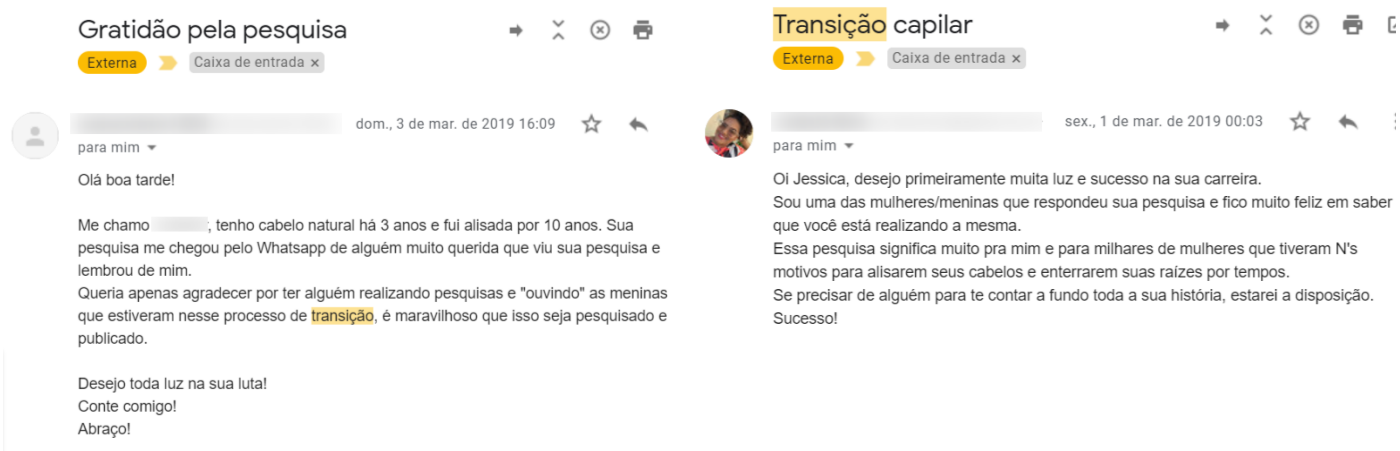 Gratidão pela pesquisa
Externa
Caixa de entrada ×
dom., 3 de mar. de 2019 16:09
para mim
Olá boa tarde!
Me chamo , tenho cabelo natural há 3 anos e fui alisada por 10 anos. Sua
pesquisa me chegou pelo Whatsapp de alguém muito querida que viu sua pesquisa e
lembrou de mim.
Queria apenas agradecer por ter alguém realizando pesquisas e "ouvindo" as meninas
que estiveram nesse processo de transição, é maravilhoso que isso seja pesquisado e
publicado.
Desejo toda luz na sua luta!
Conte comigo!
Abraço!
Transição capilar
Externa
Caixa de entrada ×
sex., 1 de mar. de 2019 00:03
para mim
Oi Jessica, desejo primeiramente muita luz e sucesso na sua carreira.
Sou uma das mulheres/meninas que respondeu sua pesquisa e fico muito feliz em saber
que você está realizando a mesma.
Essa pesquisa significa muito pra mim e para milhares de mulheres que tiveram N's
motivos para alisarem seus cabelos e enterrarem suas raízes por tempos.
Se precisar de alguém para te contar a fundo toda a sua história, estarei a disposição.
Sucesso!